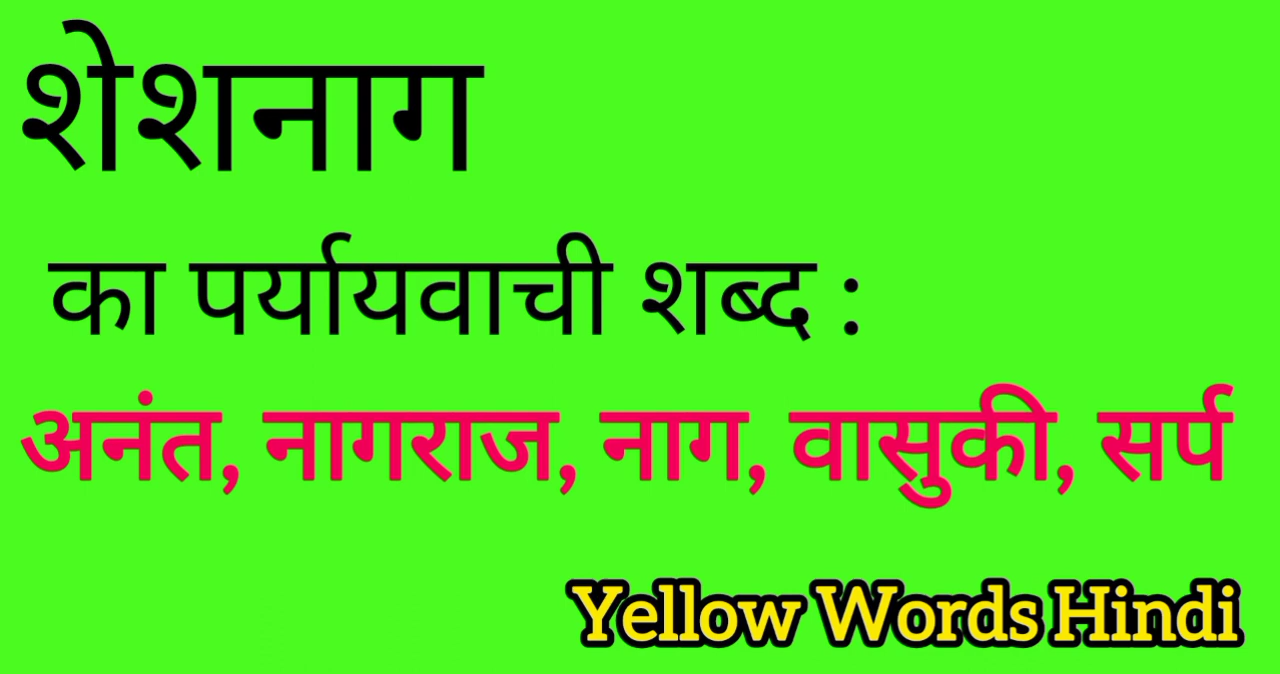 शेशनाग
का पर्यायवाची शब्द :
अनंत, नागराज, नाग, वासुकी, सर्प
Yellow Words Hindi